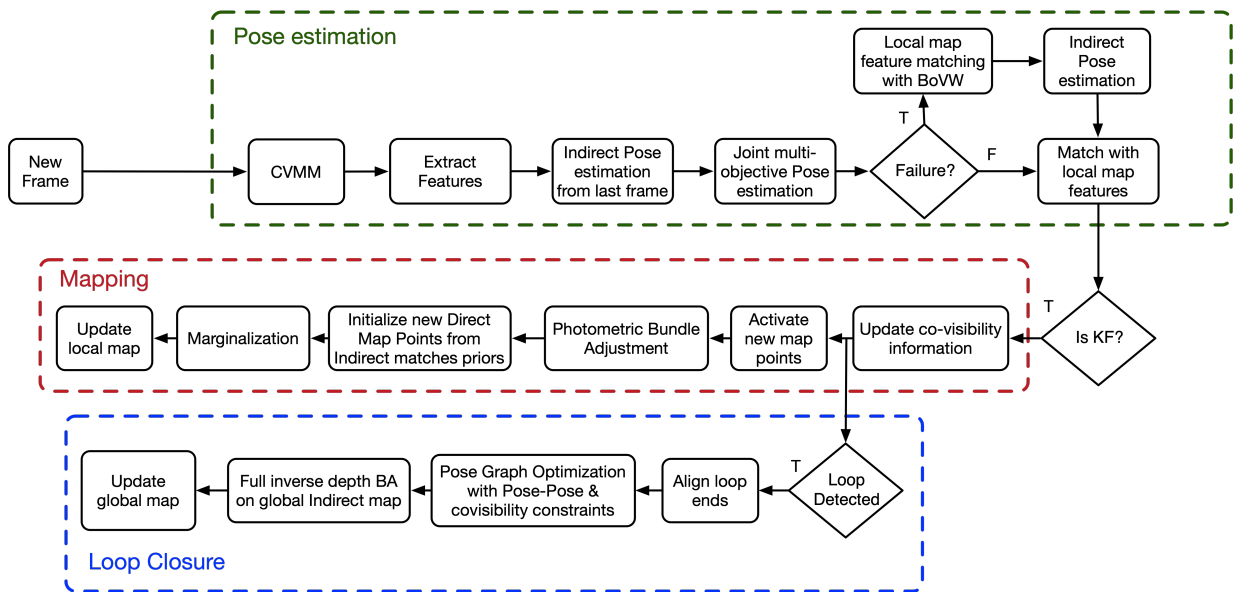 Pose estimation
Local map
feature matching
with BoVW
Indirect
Pose
estimation
T
New
Frame
CVMM
Extract
Features
Indirect Pose
estimation
from last frame
Joint multi-
objective Pose
estimation
Failure?
F
Match with
local map
features
Mapping
T
Is KF?
Update co-visibility
information
Activate
new map
points
Photometric Bundle
Adjustment
Initialize new Direct
Map Points from
Indirect matches priors
Marginalization
Update
local map
T
Loop
Detected
Align loop
ends
Pose Graph Optimization
with Pose-Pose &
covisibility constraints
Full inverse depth BA
on global Indirect map
Update
global map
Loop Closure